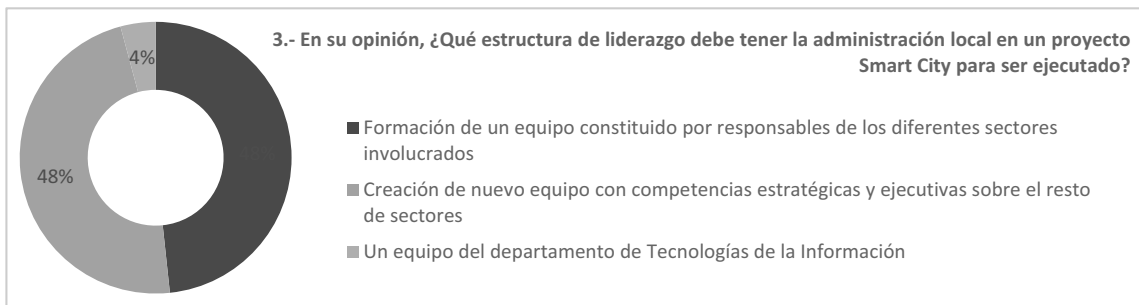 3.- En su opinión, ¿Qué estructura de liderazgo debe tener la administración local en un proyecto
Smart City para ser ejecutado?
4%
48%
48%
Formación de un equipo constituido por responsables de los diferentes sectores
involucrados
Creación de nuevo equipo con competencias estratégicas y ejecutivas sobre el resto
de sectores
Un equipo del departamento de Tecnologías de la Información